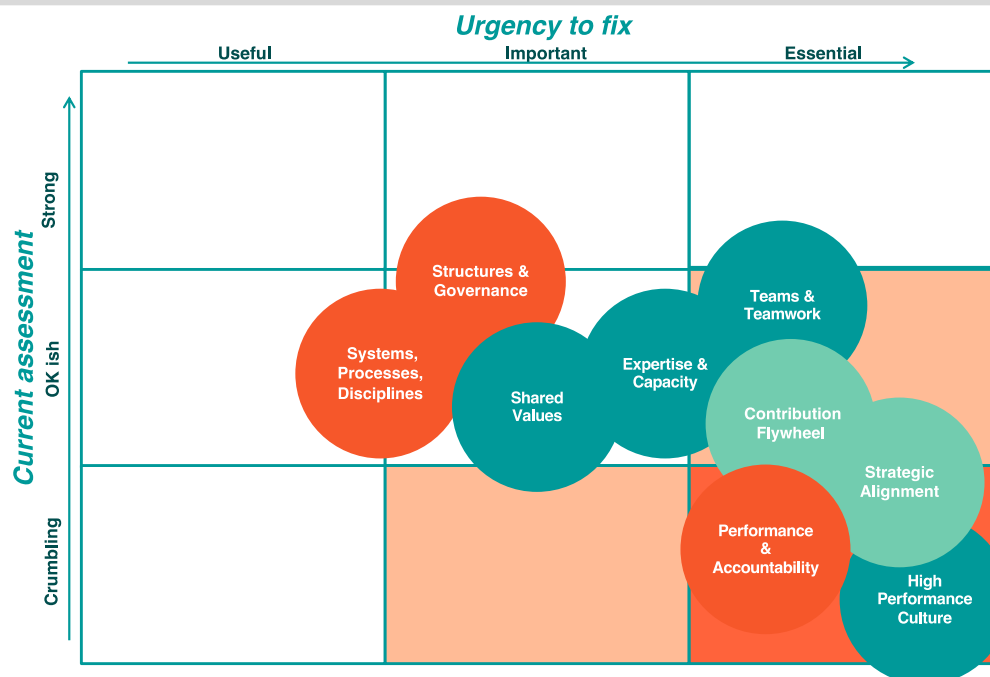 Urgency to fix
Useful
Important
Essential
Current assessment
Strong
OK ish
Crumbling
Structures &
Governance
Teams &
Teamwork
Systems,
Processes,
Disciplines
Expertise &
Capacity
Shared
Values
Contribution
Flywheel
Strategic
Alignment
Performance
&
Accountability
High
Performance
Culture